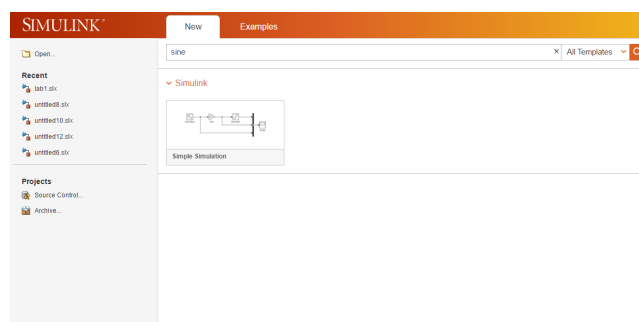 SIMULINK®
New
Examples
Open...
Recent
lab1.slx
untitled8.slx
untitled10.slx
untitled12.slx
untitled6.slx
Projects
Source Control...
Archive...
sine
× All Templates
Simulink
Simple Simulation